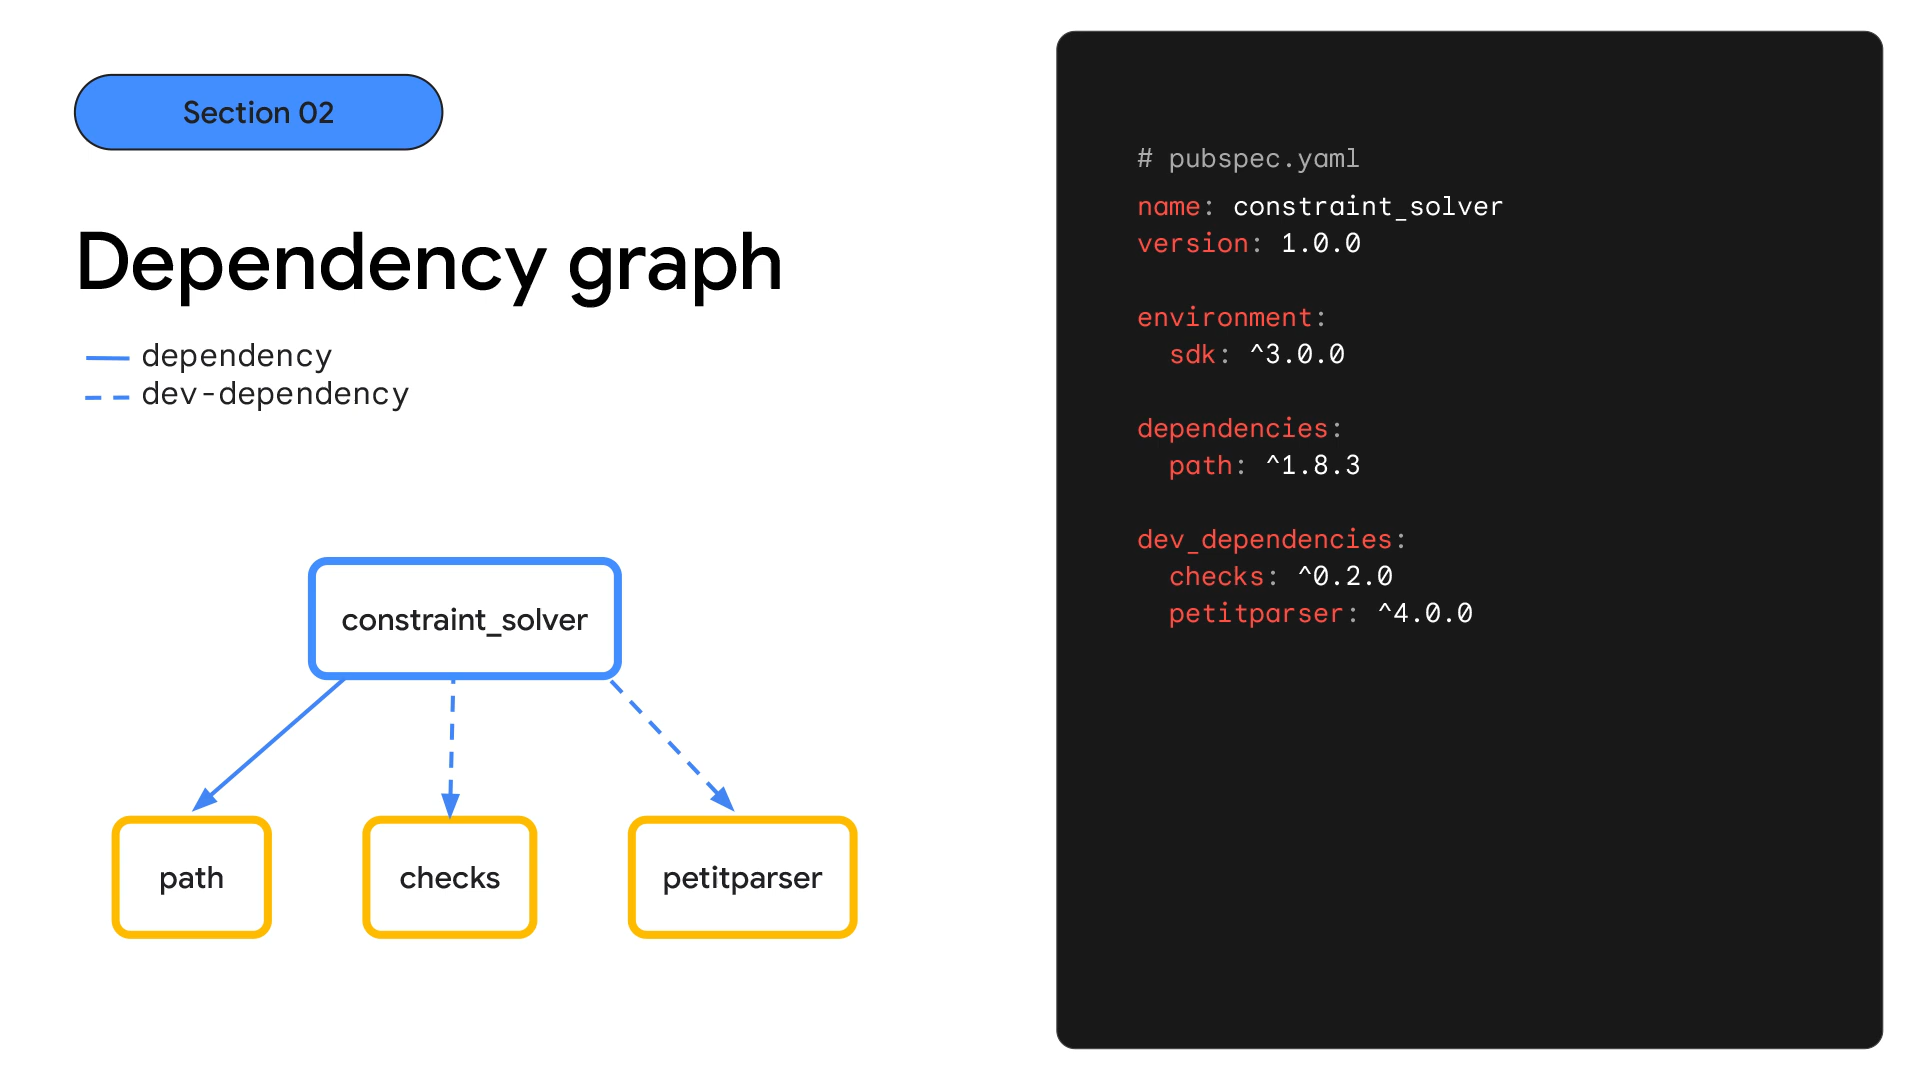 Section 02
Dependency graph
dependency
dev-dependency
constraint_solver
path
checks
petitparser
# pubspec.yaml
name: constraint_solver
version: 1.0.0
environment:
  sdk: ^3.0.0
dependencies:
  path: ^1.8.3
dev_dependencies:
  checks: ^0.2.0
  petitparser: ^4.0.0